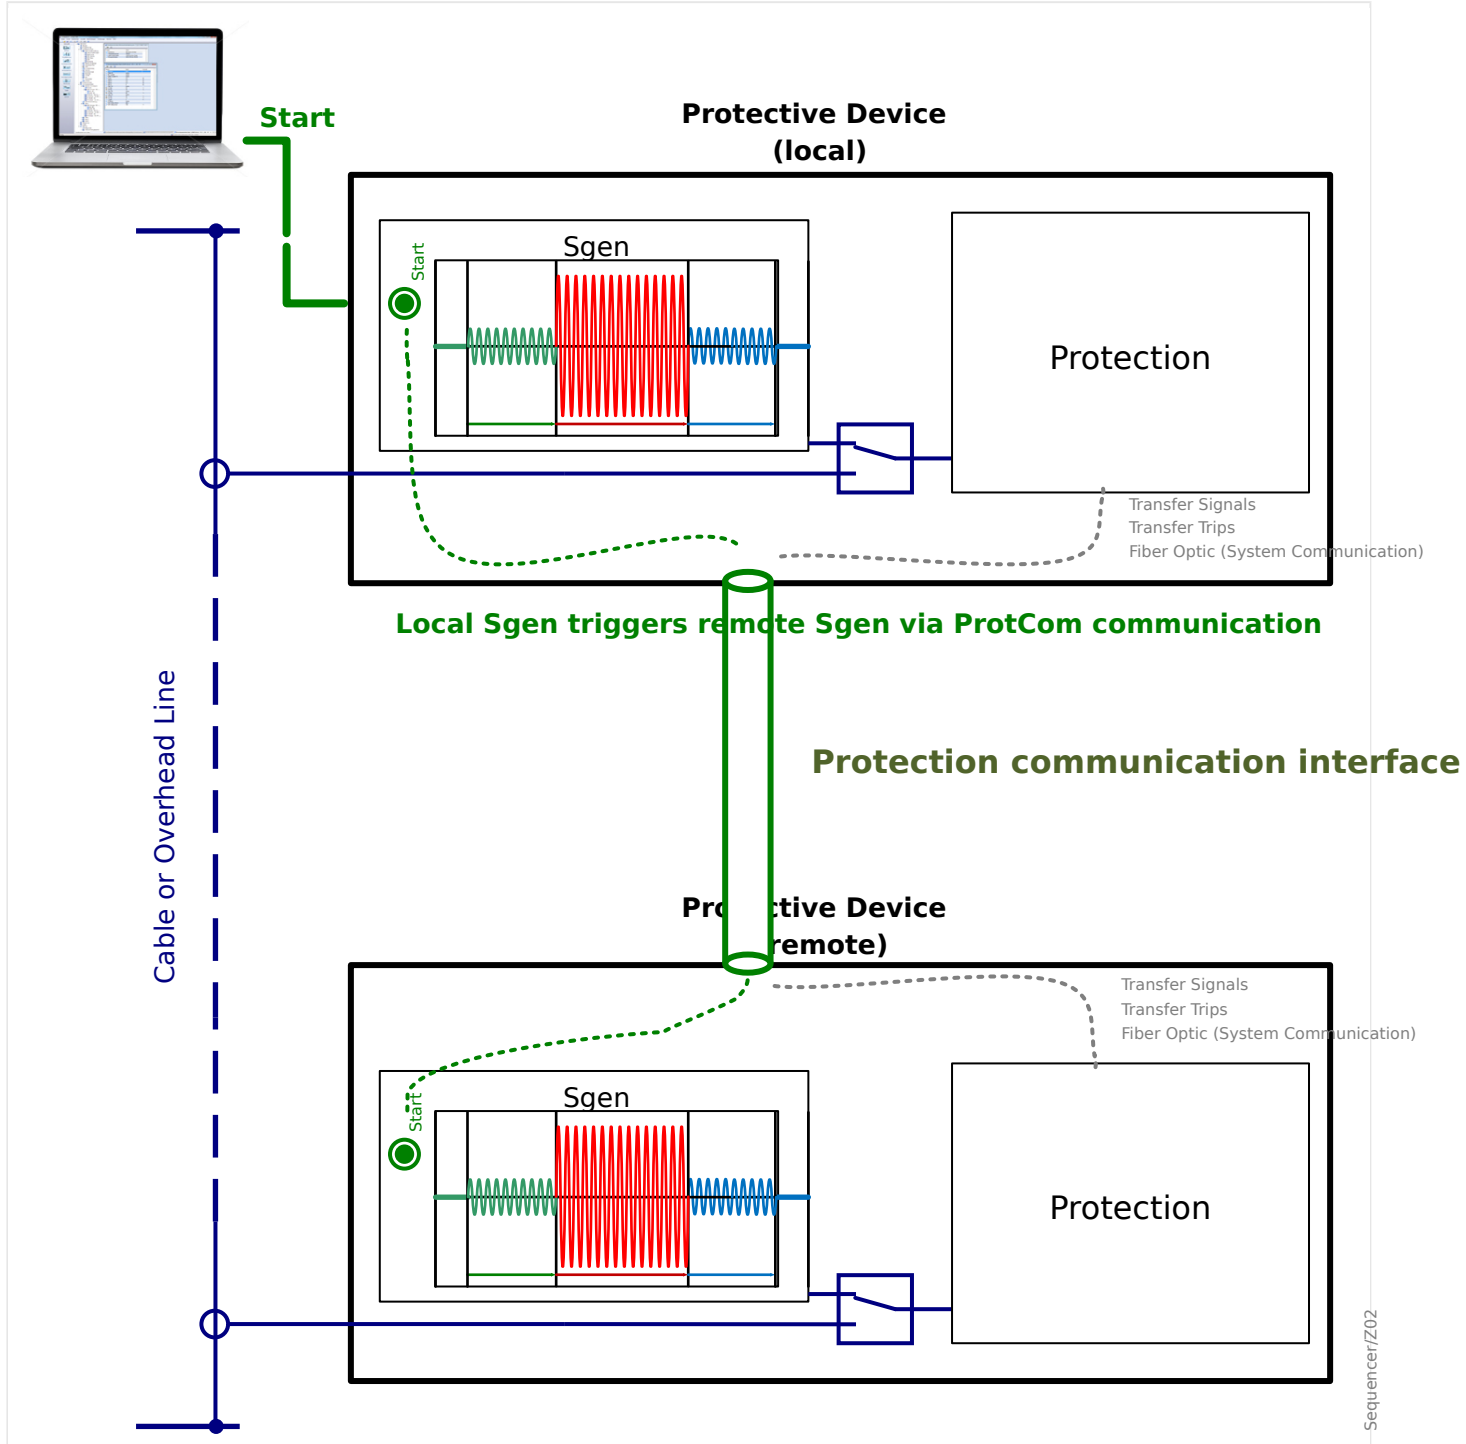 Start
Protective Device
(local)
Sgen
Start
Protection
Transfer Signals
Transfer Trips
Fiber Optic (System Communication)
Local Sgen triggers remote Sgen via ProtCom communication
Cable or Overhead Line
Protection communication interface
Protective Device
(remote)
Transfer Signals
Transfer Trips
Fiber Optic (System Communication)
Sgen
Start
Protection
Sequencer/Z02